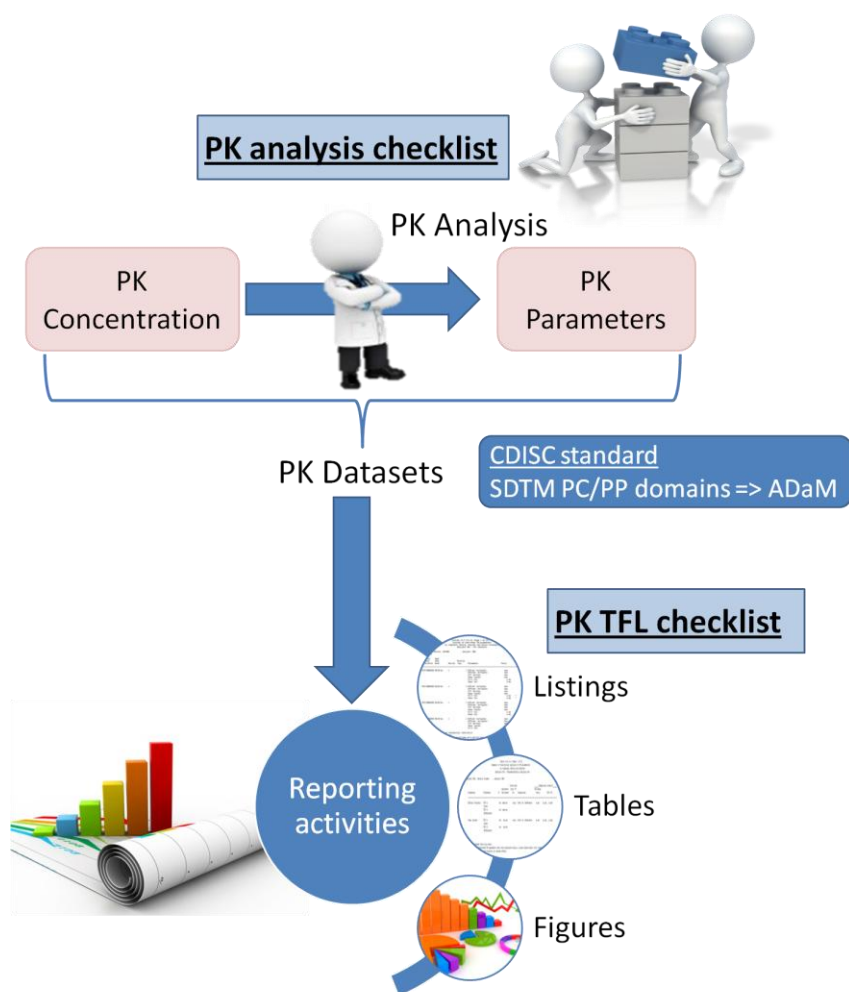 PK analysis checklist
PK Analysis
PK
Concentration
PK
Parameters
PK Datasets
CDISC standard
SDTM PC/PP domains => ADaM
PK TFL checklist
Listings
Reporting
activities
Tables
Figures